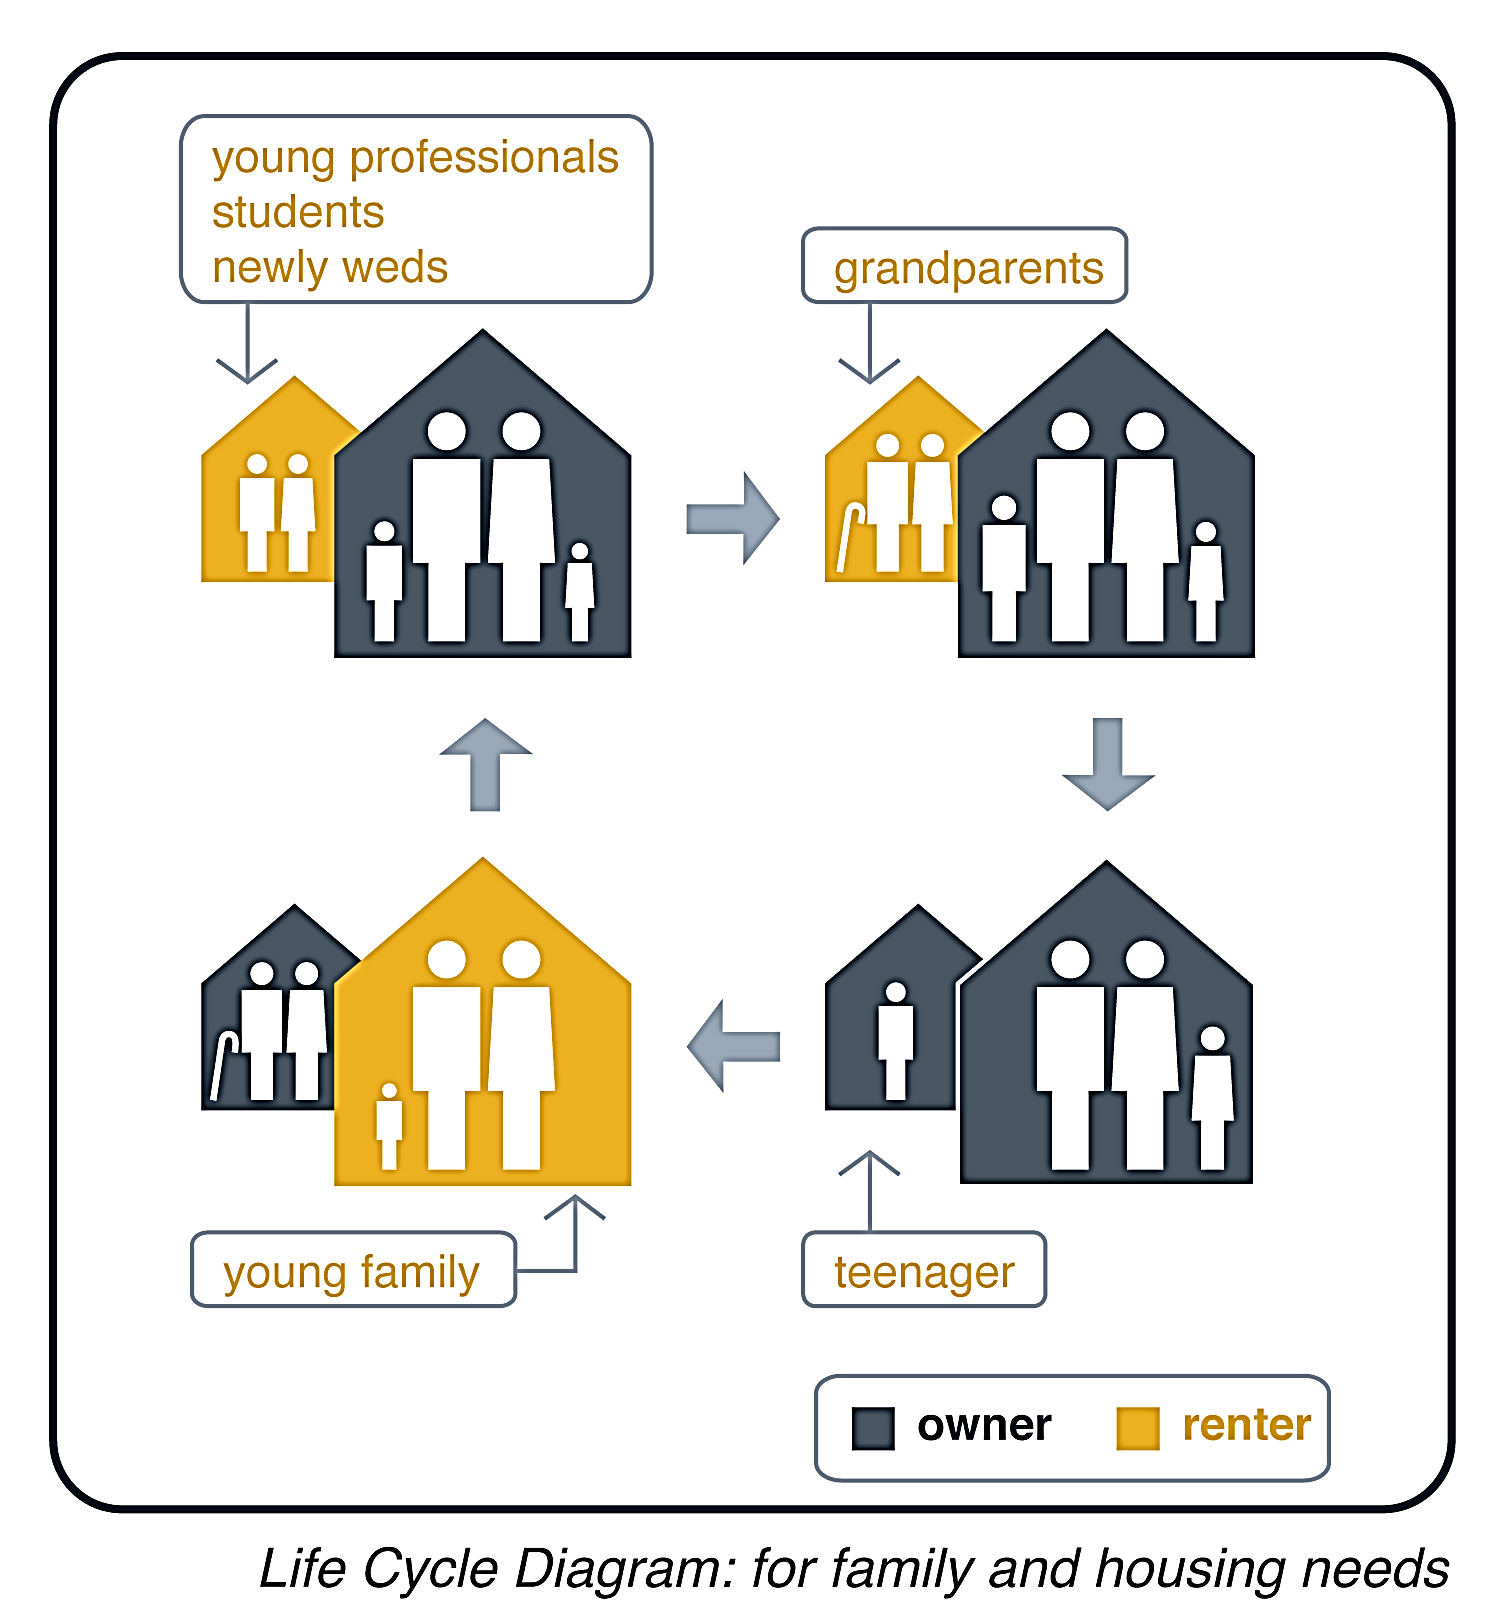 young professionals
students
newly weds
grandparents
young family
teenager
owner
renter
Life Cycle Diagram: for family and housing needs